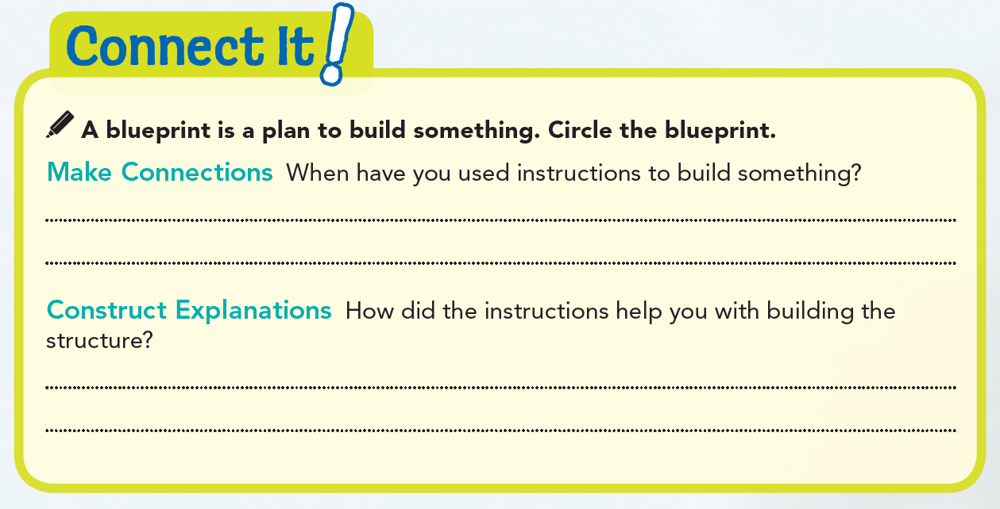 Connect It!
A blueprint is a plan to build something. Circle the blueprint.
Make Connections When have you used instructions to build something?
Construct Explanations How did the instructions help you with building the
structure?